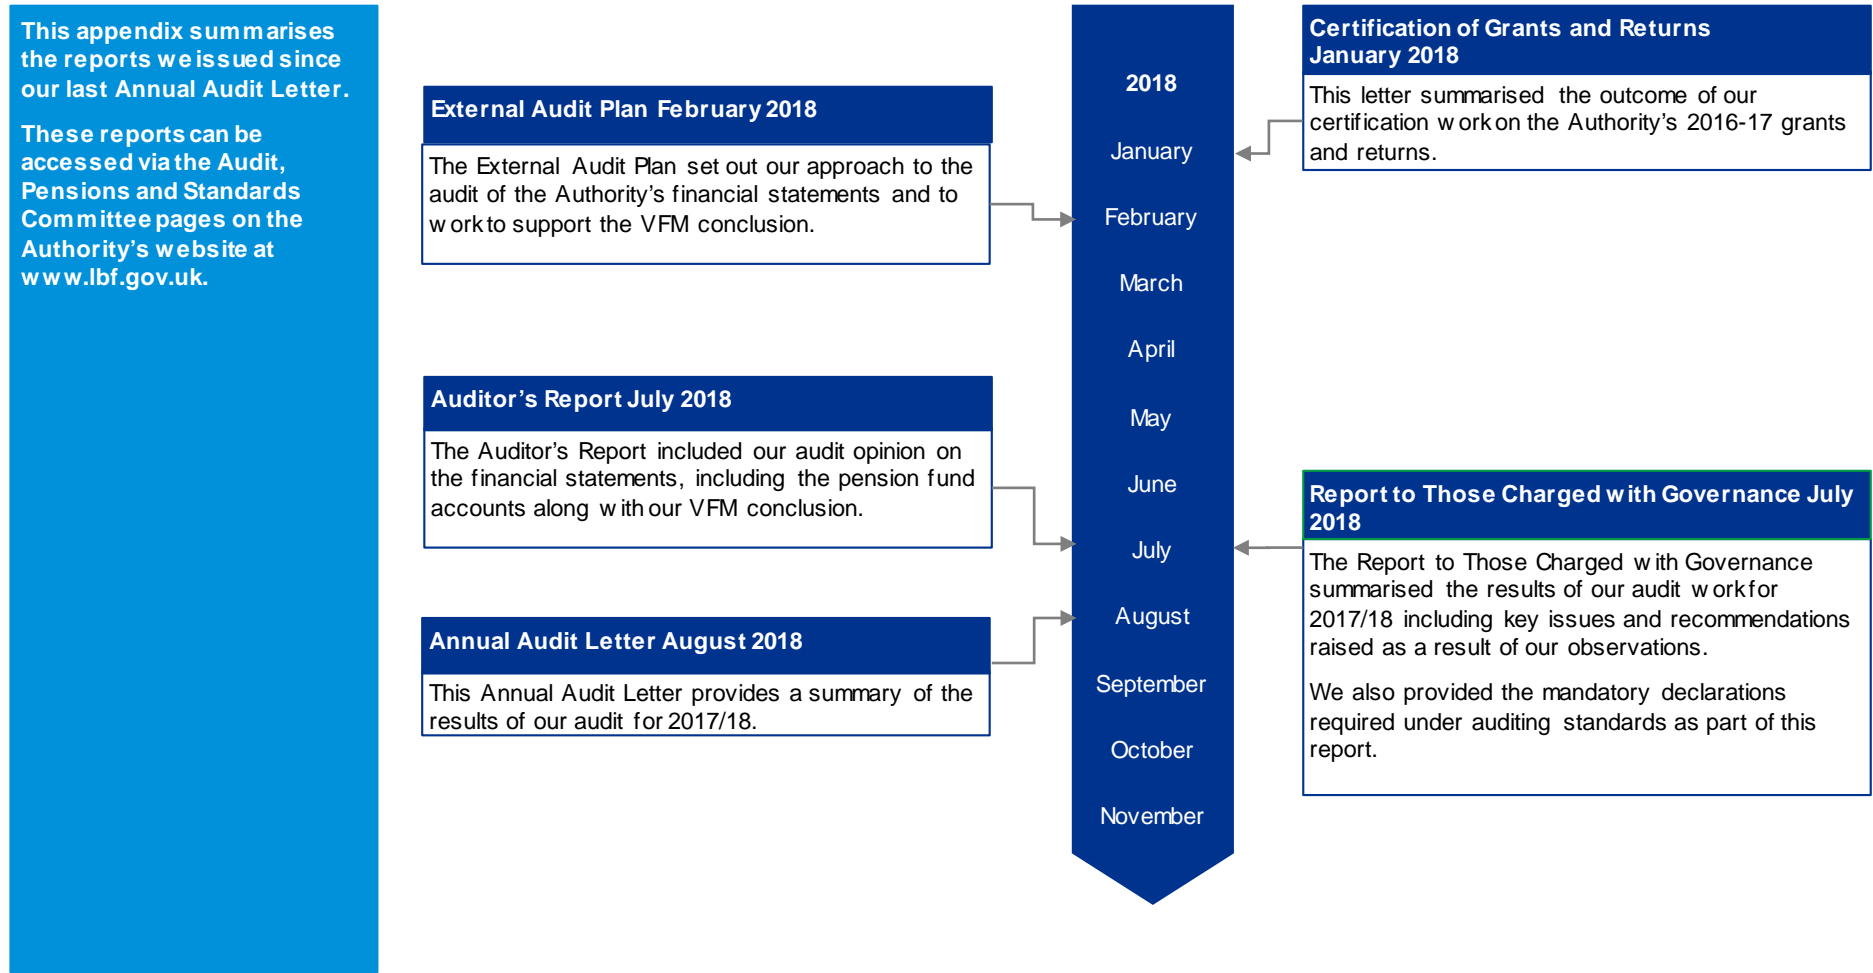 This appendix summarises
the reports we issued since
our last Annual Audit Letter.
These reports can be
accessed via the Audit,
Pensions and Standards
Committee pages on the
Authority's website at
www.lbf.gov.uk.
External Audit Plan February 2018
The External Audit Plan set out our approach to the
audit of the Authority's financial statements and to
work to support the VFM conclusion.
Auditor's Report July 2018
The Auditor's Report included our audit opinion on
the financial statements, including the pension fund
accounts along with our VFM conclusion.
Annual Audit Letter August 2018
This Annual Audit Letter provides a summary of the
results of our audit for 2017/18.
2018
January
February
March
April
May
June
July
August
September
October
November
Certification of Grants and Returns
January 2018
This letter summarised the outcome of our
certification work on the Authority's 2016-17 grants
and returns.
Report to Those Charged with Governance July
2018
The Report to Those Charged with Governance
summarised the results of our audit work for
2017/18 including key issues and recommendations
raised as a result of our observations.
We also provided the mandatory declarations
required under auditing standards as part of this
report.